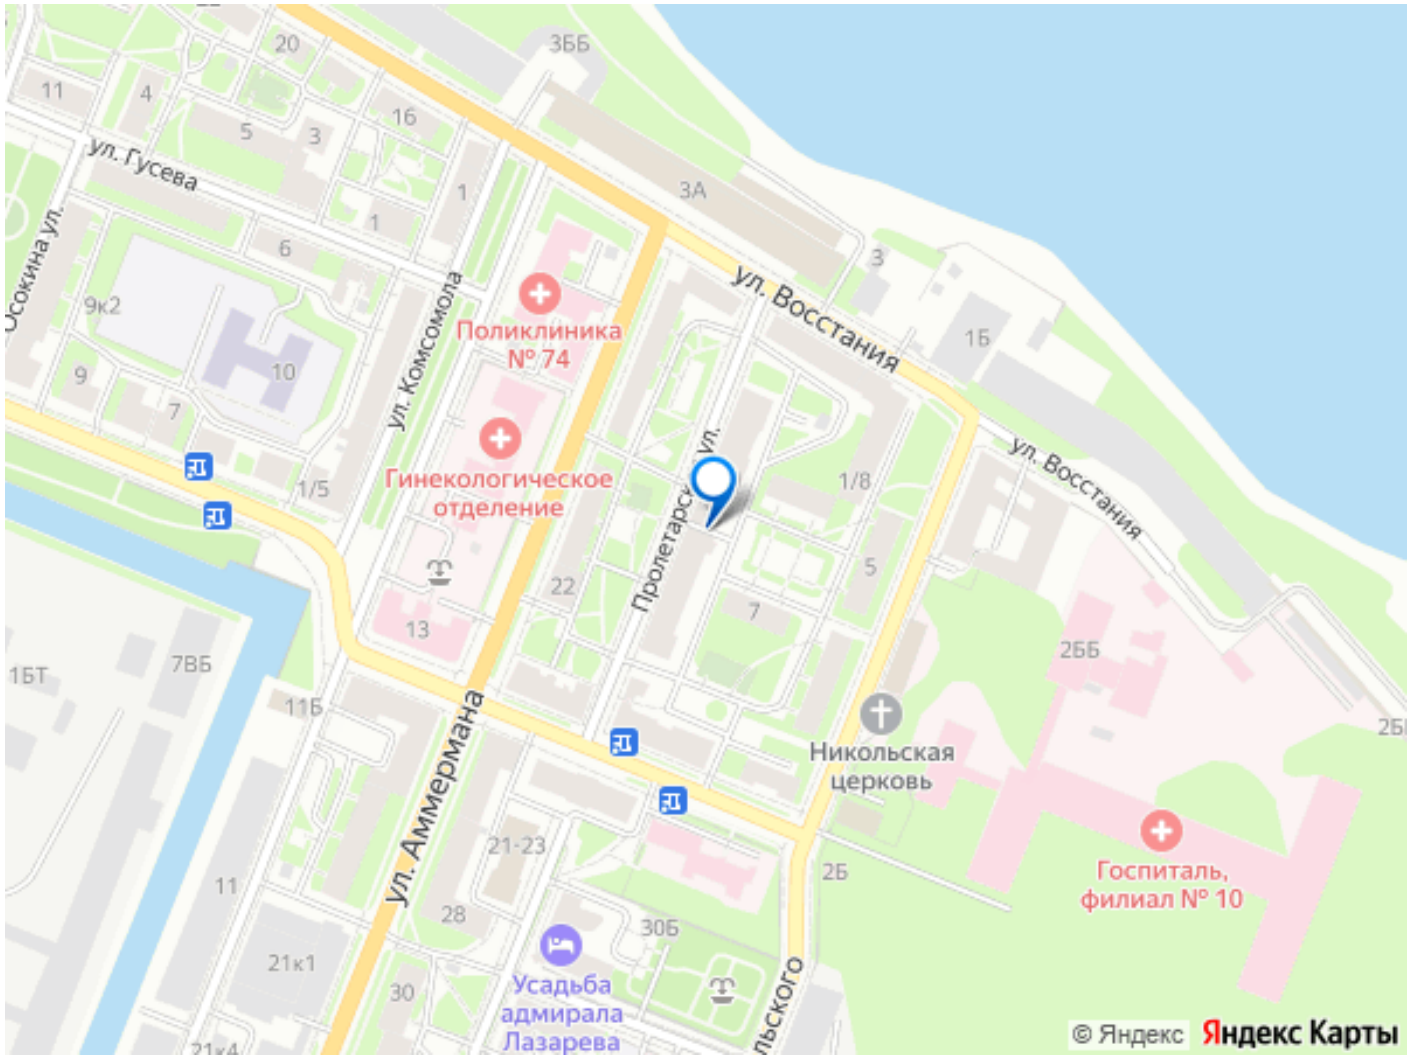 20
3ББ
11
4
5
3
16
ул. Гусева
1
3А
1
6
Осокина ул.
9к2
10
9
7
1/5
ул. Комсомола
Поликлиника
№ 74
ул. Восстания
3
1Б
ул. Восстания
Гинекологическое
отделение
ул.
1/8
5
22
7
13
1БТ
7ВБ
11Б
2ББ
Никольская
церковь
ул. Аммермана
21-23
2Б
Госпиталь,
филиал № 10
11
28
30Б
21к1
30
Усадьба
адмирала
Лазарева
льского
21к4
© Яндекс Яндекс Карты